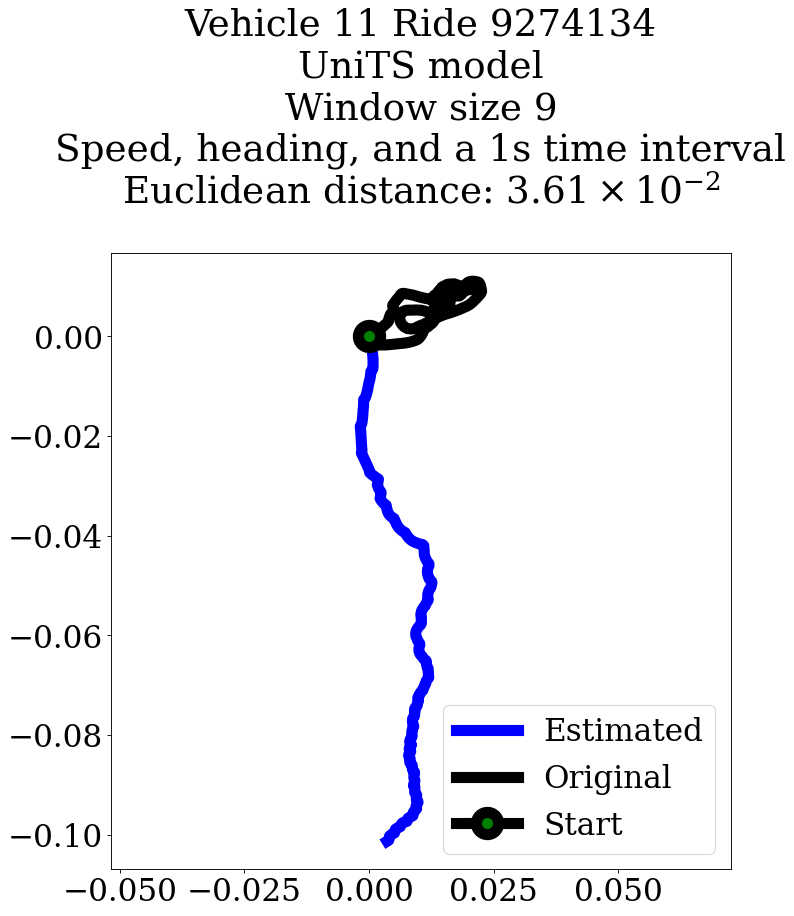 Vehicle 11 Ride 9274134
UniTS model
Window size 9
Speed, heading, and a 1s time interval
Euclidean distance: 3.61 × 10⁻²
0.00
−0.02
−0.04
−0.06
−0.08
−0.10
Estimated
Original
Start
−0.050 −0.025 0.000 0.025 0.050